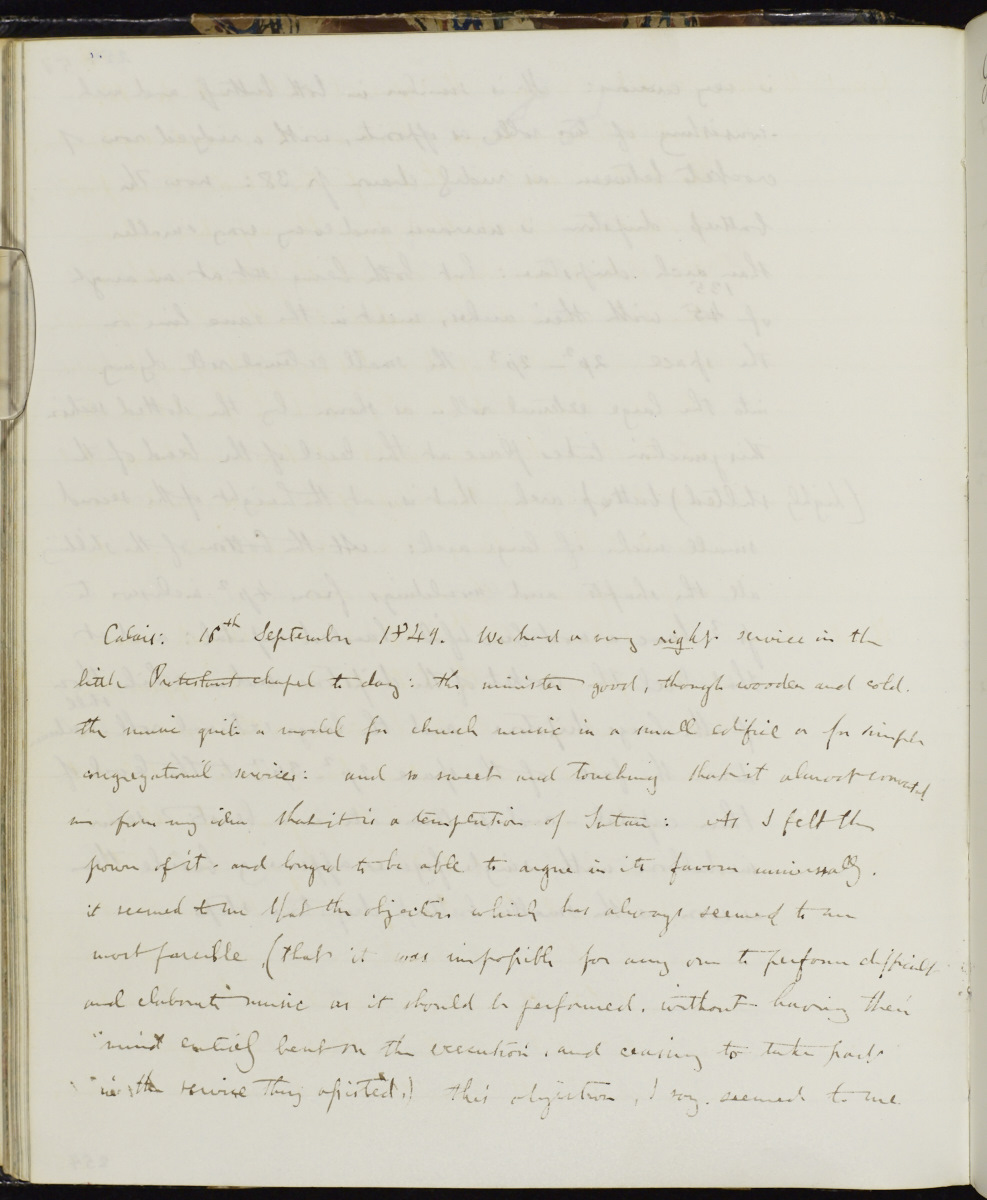 Calais: 16th September 1849. We had a very right service in the
little Protestant chapel to day: the minister good, though wooden and cold.
the music quite a model for church music in a small edifice or for simple
congregational services: and so sweet and touching that it almost converted
me from my idea that it is a temptation of Satan: As I felt the
power of it. and longed to be able to argue in its favour universally.
it seemed to me that the objection which has always seemed to me
most forcible (that it was impossible for any one to perform difficult
and elaborate music as it should be performed, without having their
mind entirely bent on the execution, and ceasing to take part
in the service they assisted.) this objection, I say, seemed to me